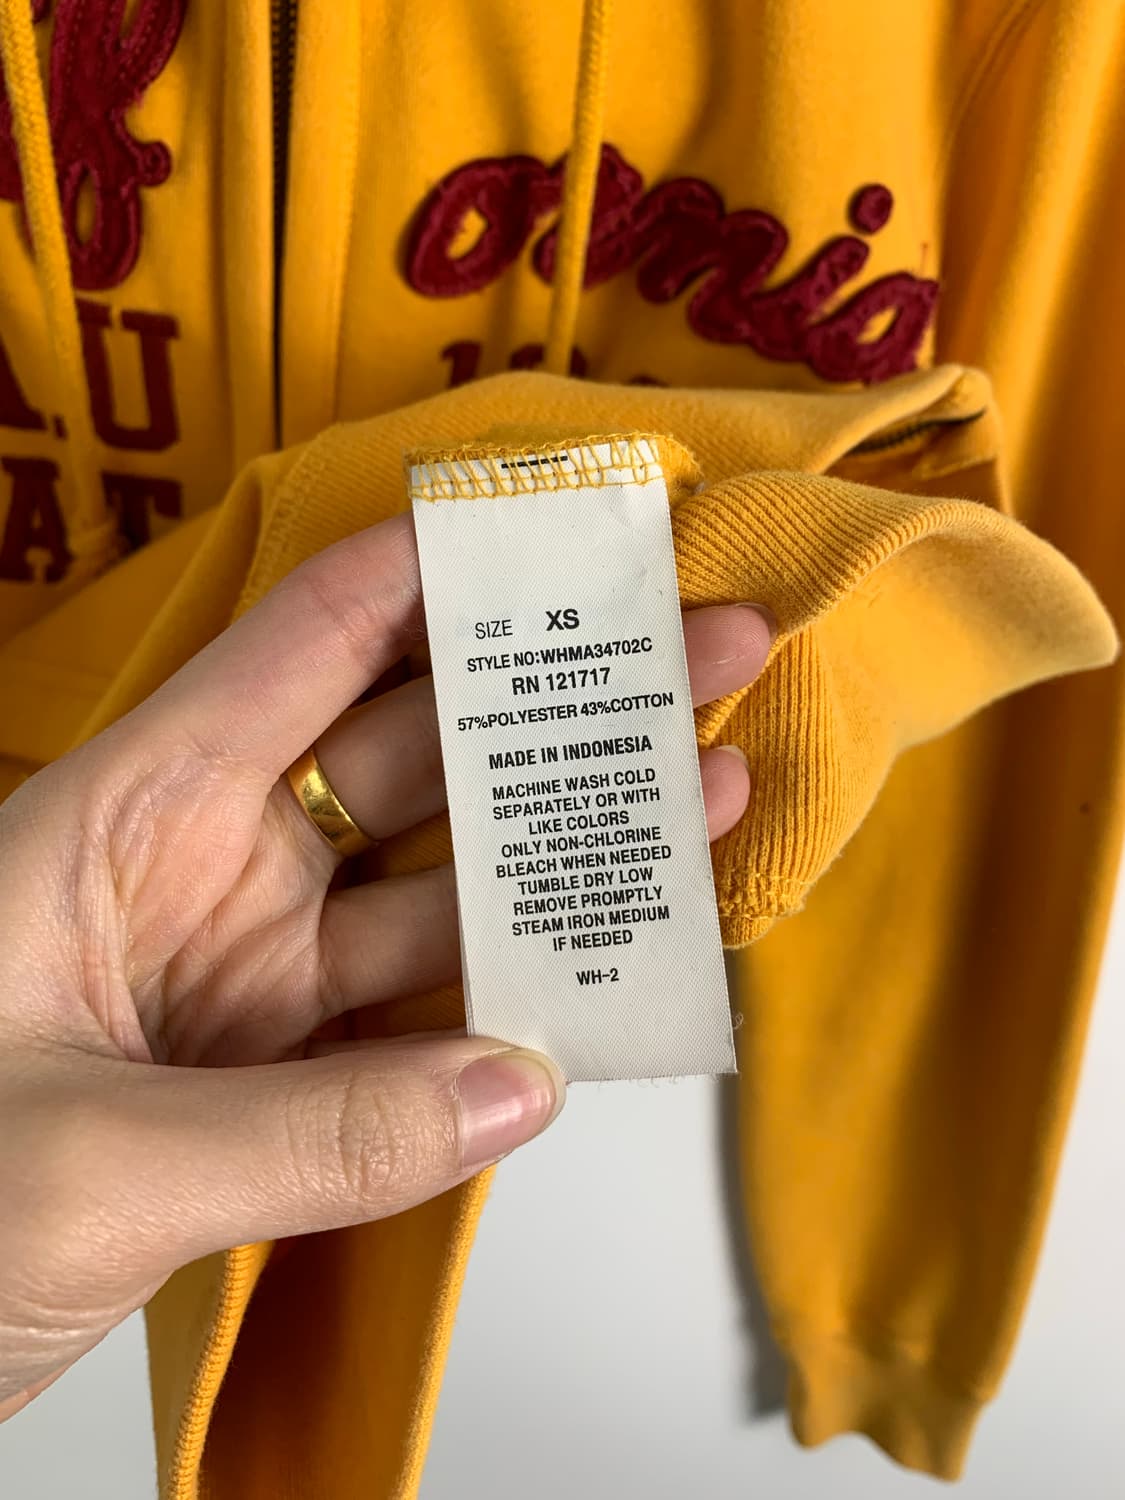 ornia
U
AT
SIZE XS
STYLE NO:WHMA34702C
RN 121717
57%POLYESTER 43%COTTON
MADE IN INDONESIA
MACHINE WASH COLD
SEPARATELY OR WITH
LIKE COLORS
ONLY NON-CHLORINE
BLEACH WHEN NEEDED
TUMBLE DRY LOW
REMOVE PROMPTLY
STEAM IRON MEDIUM
IF NEEDED
WH-2